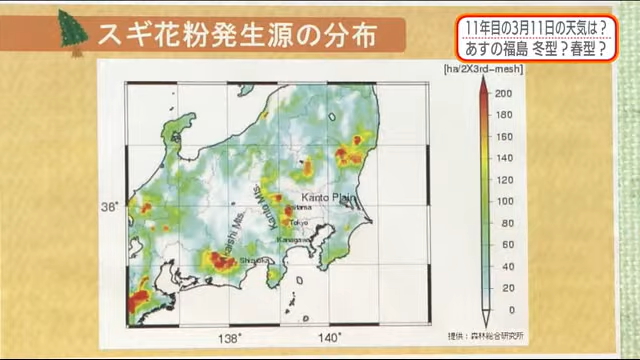 スギ花粉発生源の分布
11年目の3月11日の天気は?
あすの福島 冬型?春型?
[ha/2X3rd-mesh]
200
180
160
140
120
100
80
60
40
20
0
36°
138°
140°
Kanto Plain
Kanto Mts.
Saitama
Tokyo
Kanagawa
Shizuoka
提供:森林総合研究所